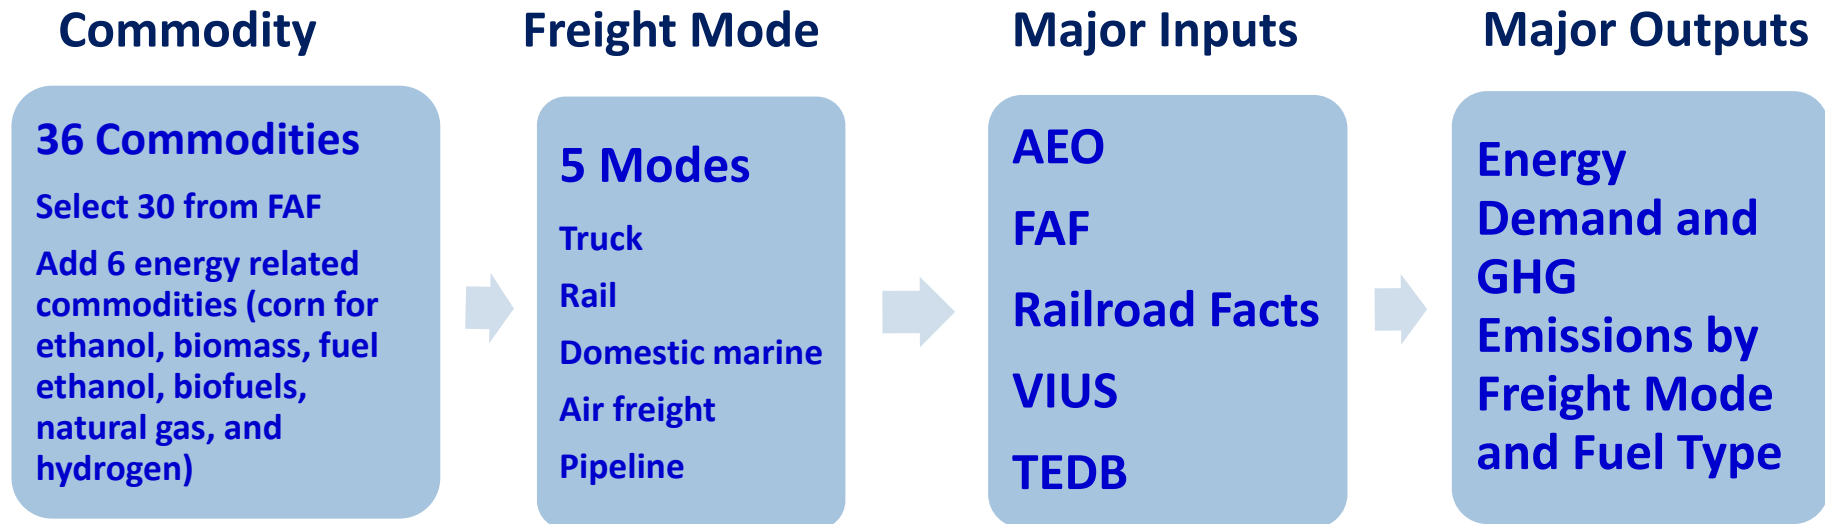 Commodity
36 Commodities
Select 30 from FAF
Add 6 energy related
commodities (corn for
ethanol, biomass, fuel
ethanol, biofuels,
natural gas, and
hydrogen)
Freight Mode
5 Modes
Truck
Rail
Domestic marine
Air freight
Pipeline
Major Inputs
AEO
FAF
Railroad Facts
VIUS
TEDB
Major Outputs
Energy
Demand and
GHG
Emissions by
Freight Mode
and Fuel Type